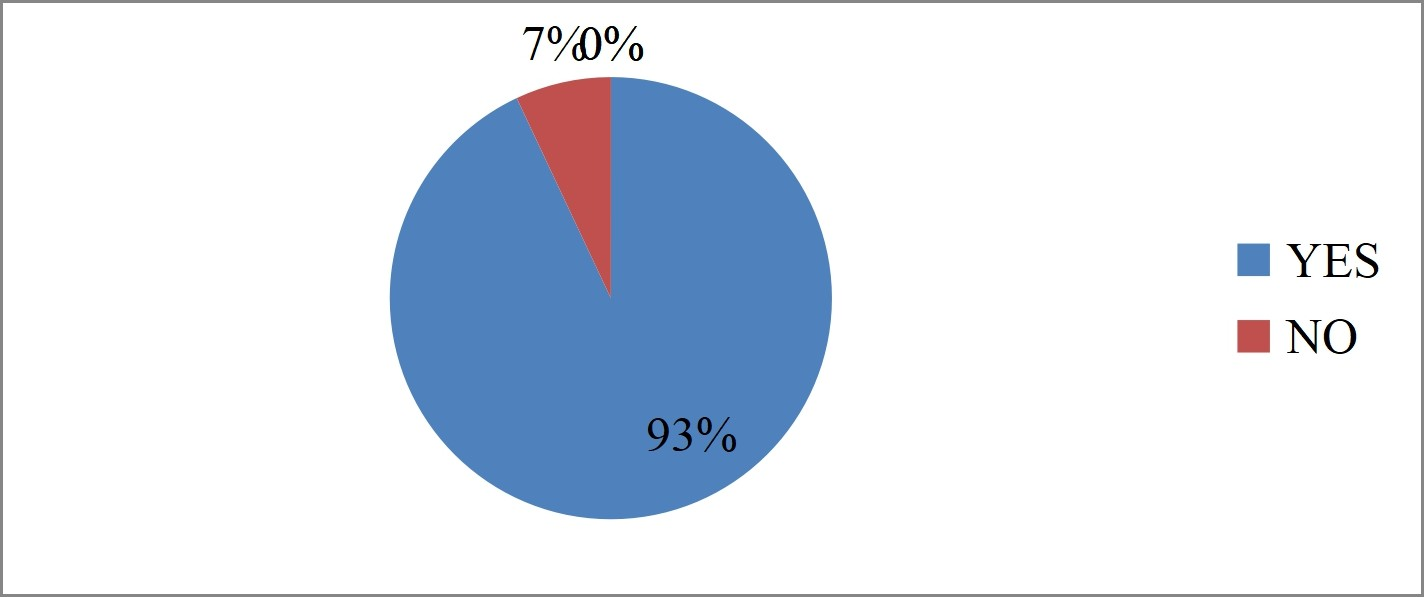 7%0%
YES
NO
93%